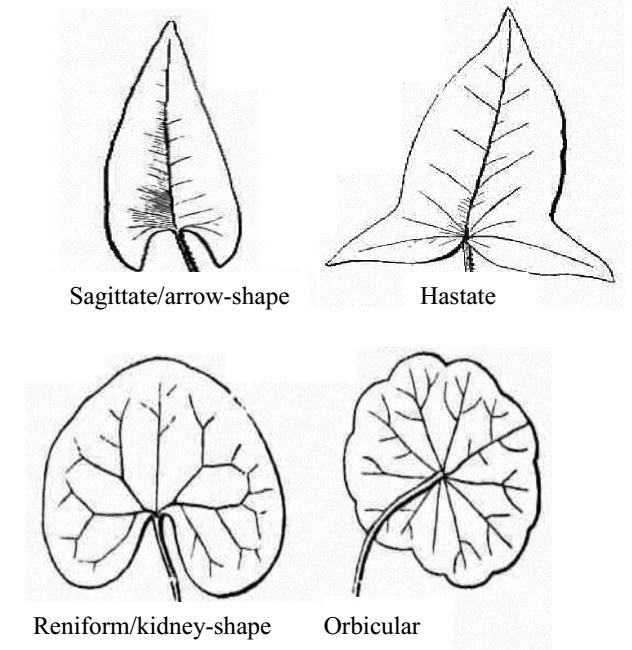 Sagittate/arrow-shape
Hastate
Reniform/kidney-shape
Orbicular